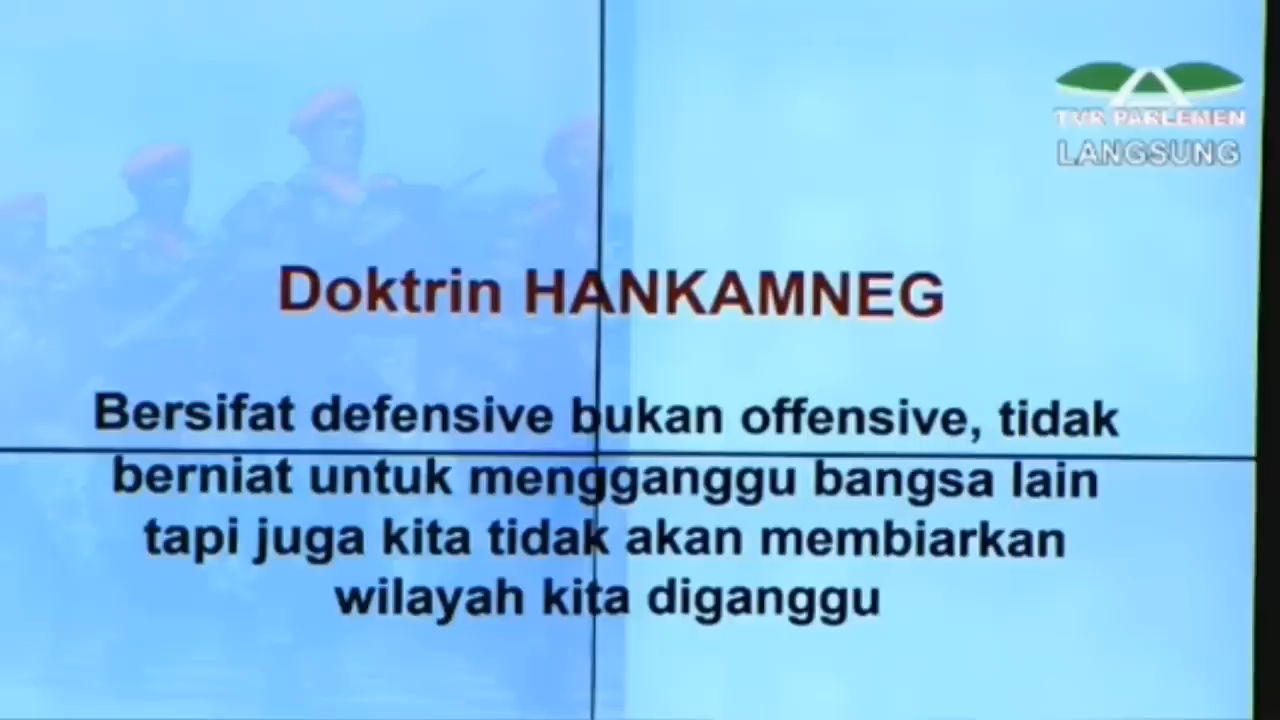 TVR PARLEMEN
LANGSUNG
Doktrin HANKAMNEG
Bersifat defensive bukan offensive, tidak
berniat untuk mengganggu bangsa lain
tapi juga kita tidak akan membiarkan
wilayah kita diganggu